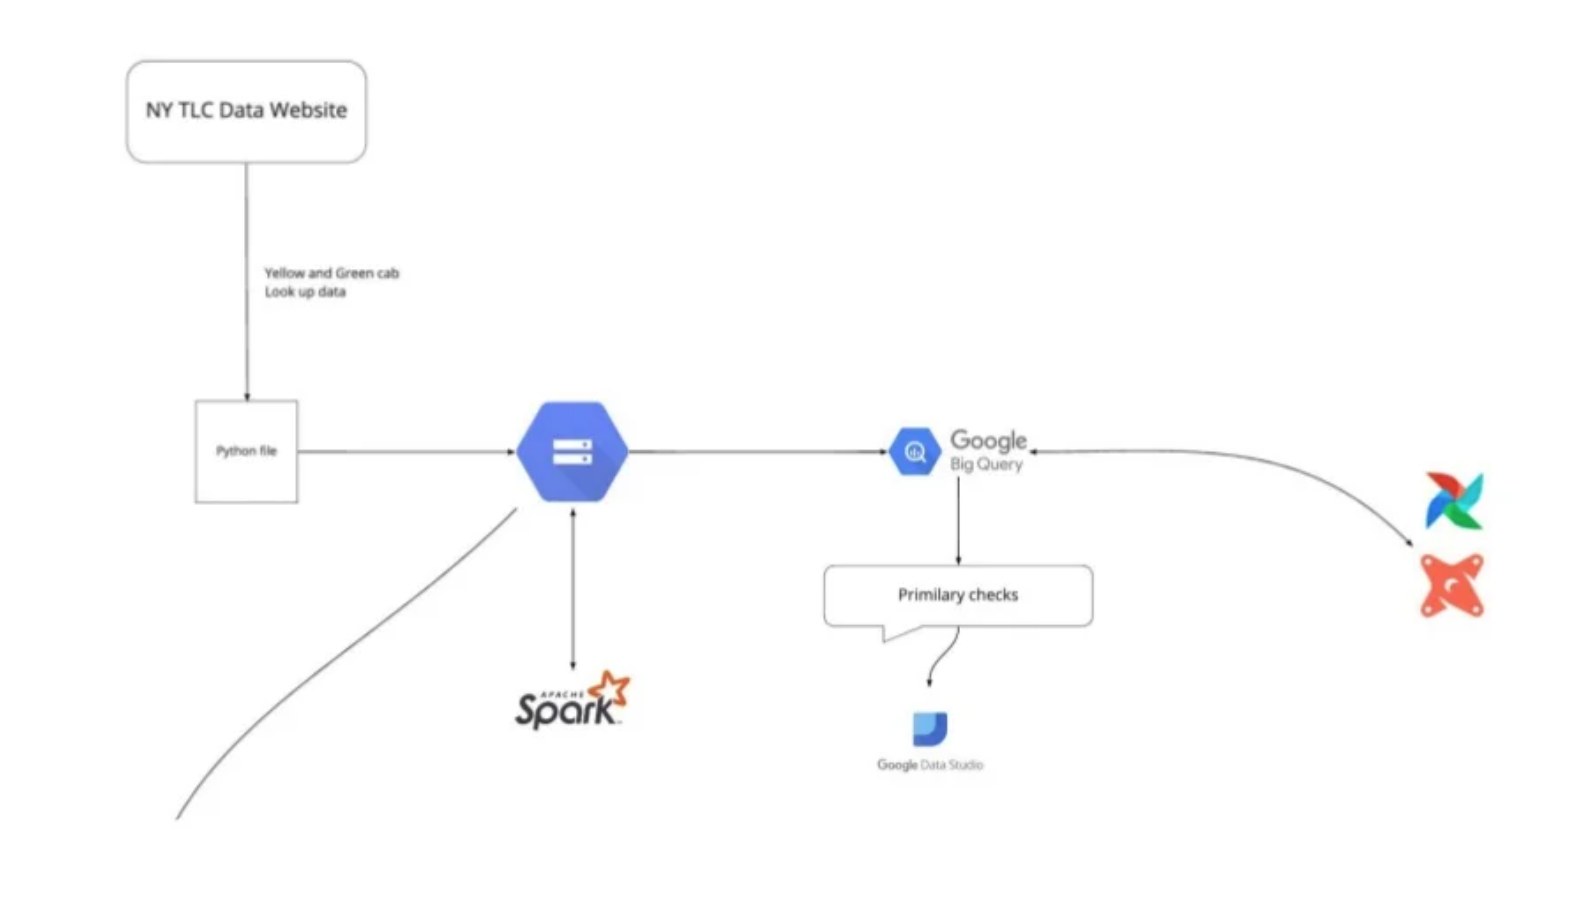 NY TLC Data Website
Yellow and Green cab
Look up data
Python file
Google
Big Query
Primilary checks
APACHE
Spark™
Google Data Studio